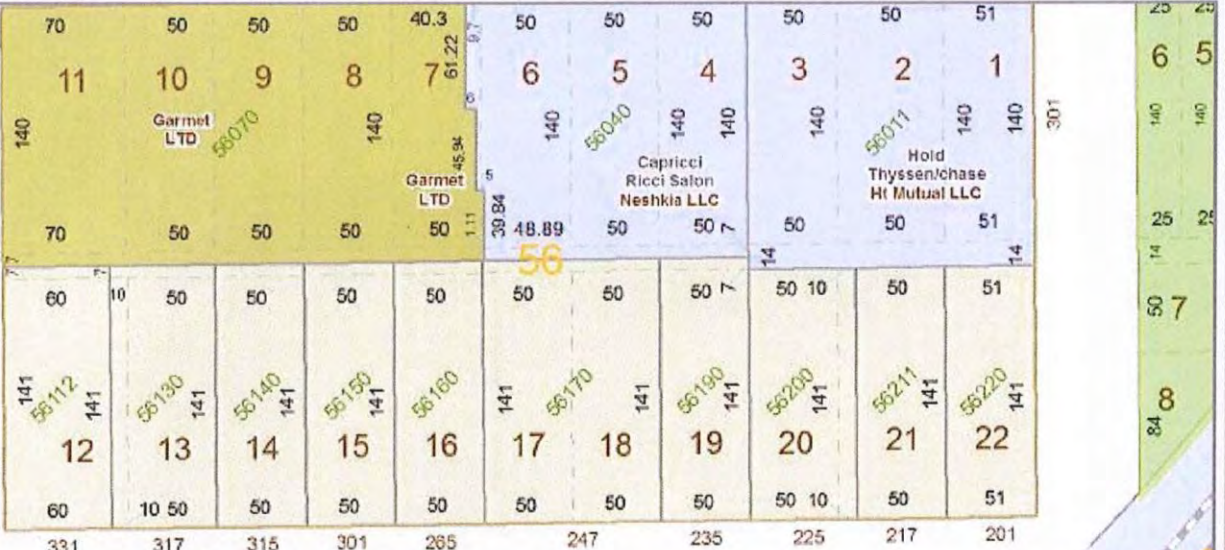 70 50 50 50 40.3 50 50 50 50 50 51 25 25
61.22
9.7
11 10 9 8 7 6 5 4 3 2 1 6 5
6
140 140 140 140 140 140 140 140 301 140 140
Garmet
LTD
56070
56040
56011
45.94
5
Capricci
Ricci Salon
Neshkia LLC
Hold
Thyssen/chase
Ht Mutual LLC
Garmet
LTD
39.84
1.11
70 50 50 50 50 48.89 50 50 7 50 50 51 25 25
14 14 14
56
7 7 7
60 10 50 50 50 50 50 50 50 7 50 10 50 51 50 7
141 141 141 141 141 141 141 141 141 141 141
56112 56130 56140 56150 56160 56170 56190 56200 56211 56220
8
84
12 13 14 15 16 17 18 19 20 21 22
60 10 50 50 50 50 50 50 50 50 10 50 51
331 317 315 301 265 247 235 225 217 201